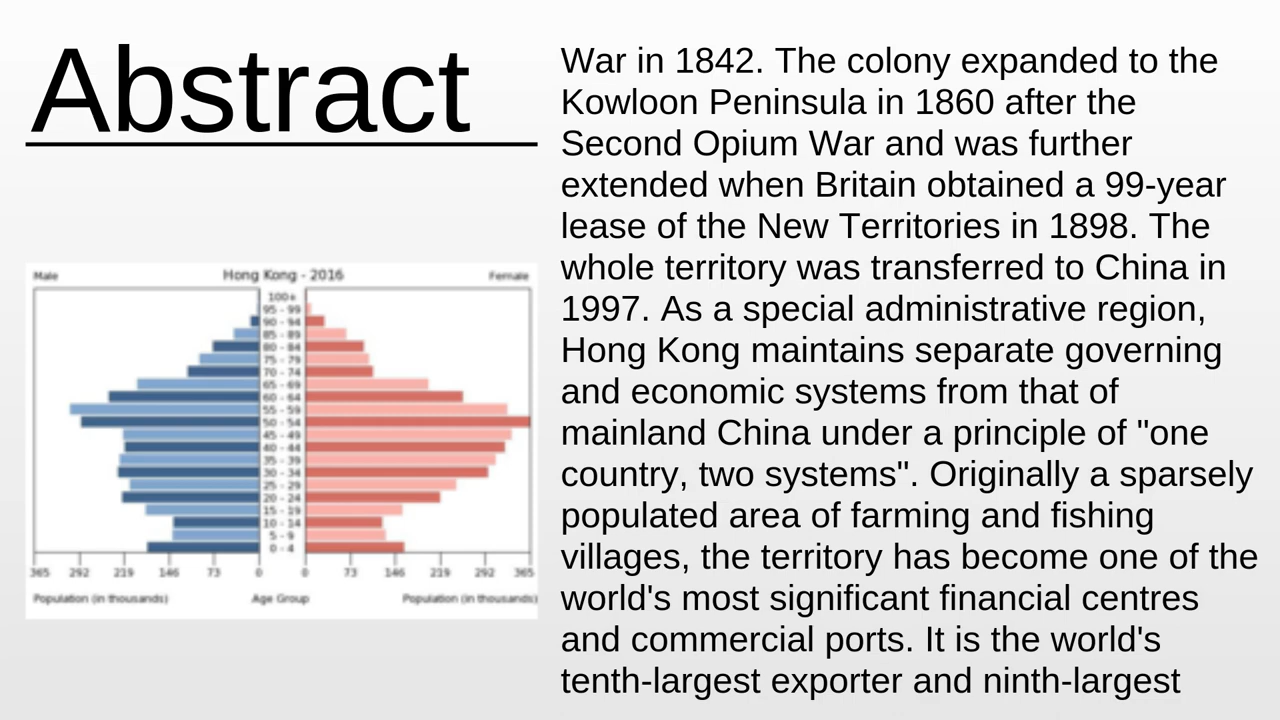 Abstract
War in 1842. The colony expanded to the
Kowloon Peninsula in 1860 after the
Second Opium War and was further
extended when Britain obtained a 99-year
lease of the New Territories in 1898. The
whole territory was transferred to China in
1997. As a special administrative region,
Hong Kong maintains separate governing
and economic systems from that of
mainland China under a principle of "one
country, two systems". Originally a sparsely
populated area of farming and fishing
villages, the territory has become one of the
world's most significant financial centres
and commercial ports. It is the world's
tenth-largest exporter and ninth-largest
Male Hong Kong - 2016 Female
100+
95 - 99
90 - 94
85 - 89
80 - 84
75 - 79
70 - 74
65 - 69
60 - 64
55 - 59
50 - 54
45 - 49
40 - 44
35 - 39
30 - 34
25 - 29
20 - 24
15 - 19
10 - 14
5 - 9
0 - 4
365 292 219 146 73 0 0 73 146 219 292 365
Population (in thousands) Age Group Population (in thousands)